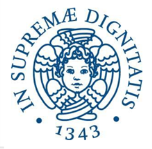 IN SUPREMÆ DIGNITATIS
• 1343 •